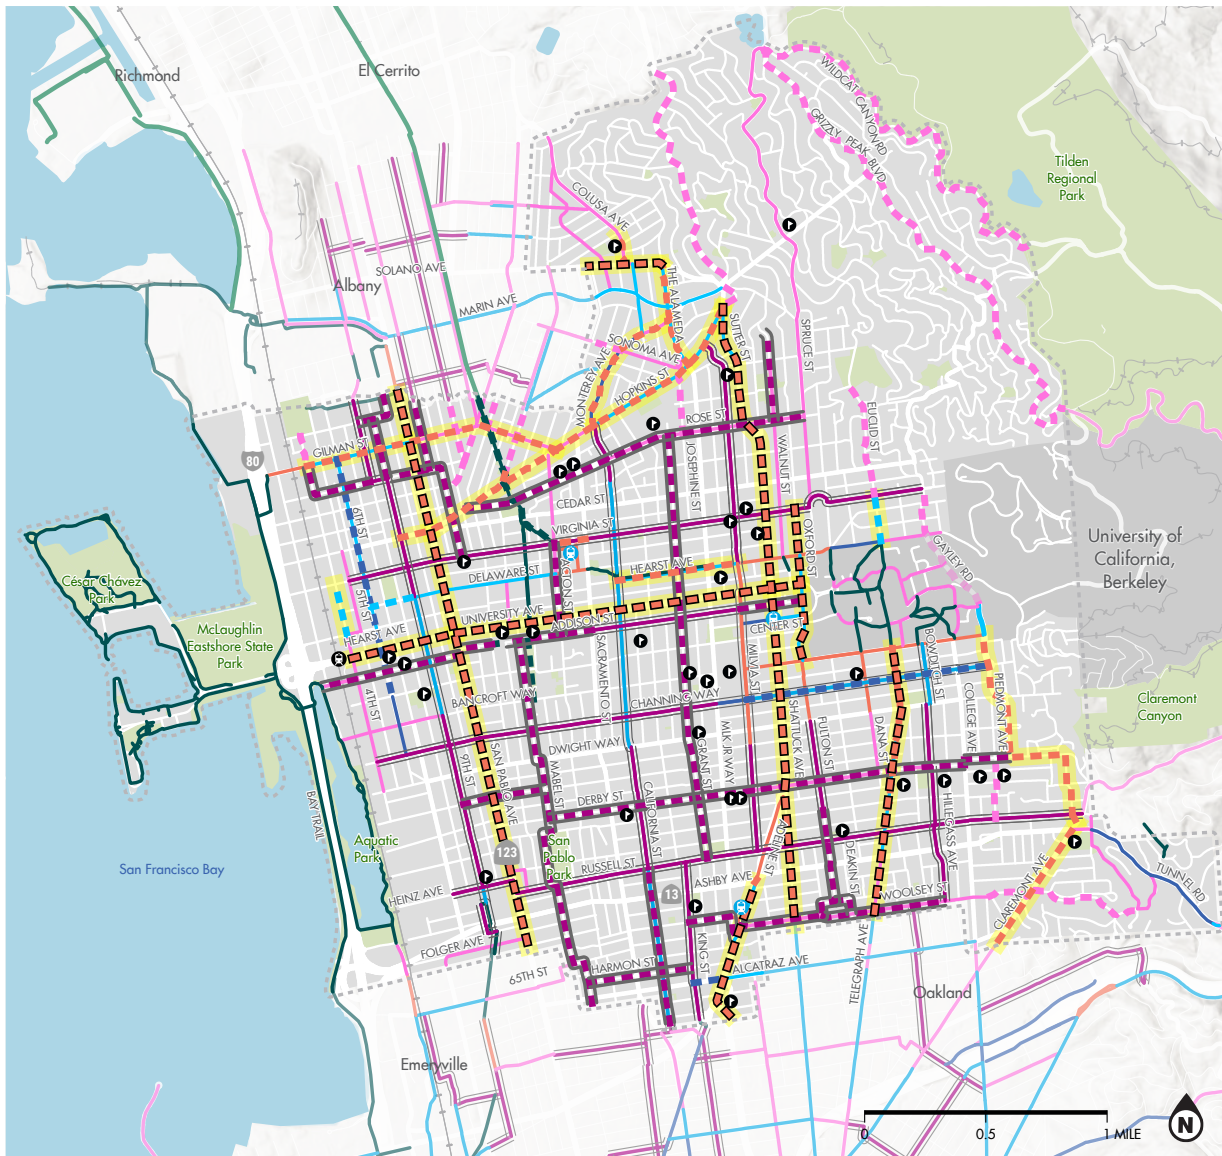 Richmond
El Cerrito
WILDCAT CANYON RD
GRIZZLY PEAK BLVD
Tilden
Regional
Park
COLUSA AVE
SOLANO AVE
Albany
MARIN AVE
THE ALAMEDA
SUTTER ST
SPRUCE ST
SONOMA AVE
MONTEREY AVE
HOPKINS ST
EUCLID ST
ROSE ST
GILMAN ST
80
JOSEPHINE ST
WALNUT ST
CEDAR ST
6TH ST
VIRGINIA ST
OXFORD ST
University of
California,
Berkeley
GAYLEY RD
César Chávez
Park
DELAWARE ST
HEARST AVE
ACTON ST
5TH ST
UNIVERSITY AVE
ADDISON ST
CENTER ST
McLaughlin
Eastshore State
Park
HEARST AVE
BOWDITCH ST
SACRAMENTO ST
MILVIA ST
4TH ST
BANCROFT WAY
CHANNING WAY
COLLEGE AVE
PIEDMONT AVE
Claremont
Canyon
SHATTUCK AVE
FULTON ST
DANA ST
DWIGHT WAY
GRANT ST
MLK JR WAY
9TH ST
SAN PABLO AVE
MABEL ST
DERBY ST
CALIFORNIA ST
HILLEGASS AVE
BAY TRAIL
Aquatic
Park
123
San
Pablo
Park
ADELINE ST
DEAKIN ST
San Francisco Bay
RUSSELL ST
ASHBY AVE
HEINZ AVE
13
WOOLSEY ST
CLAREMONT AVE
TUNNEL RD
FOLGER AVE
KING ST
HARMON ST
ALCATRAZ AVE
65TH ST
TELEGRAPH AVE
Oakland
Emeryville
N
0
0.5
1 MILE